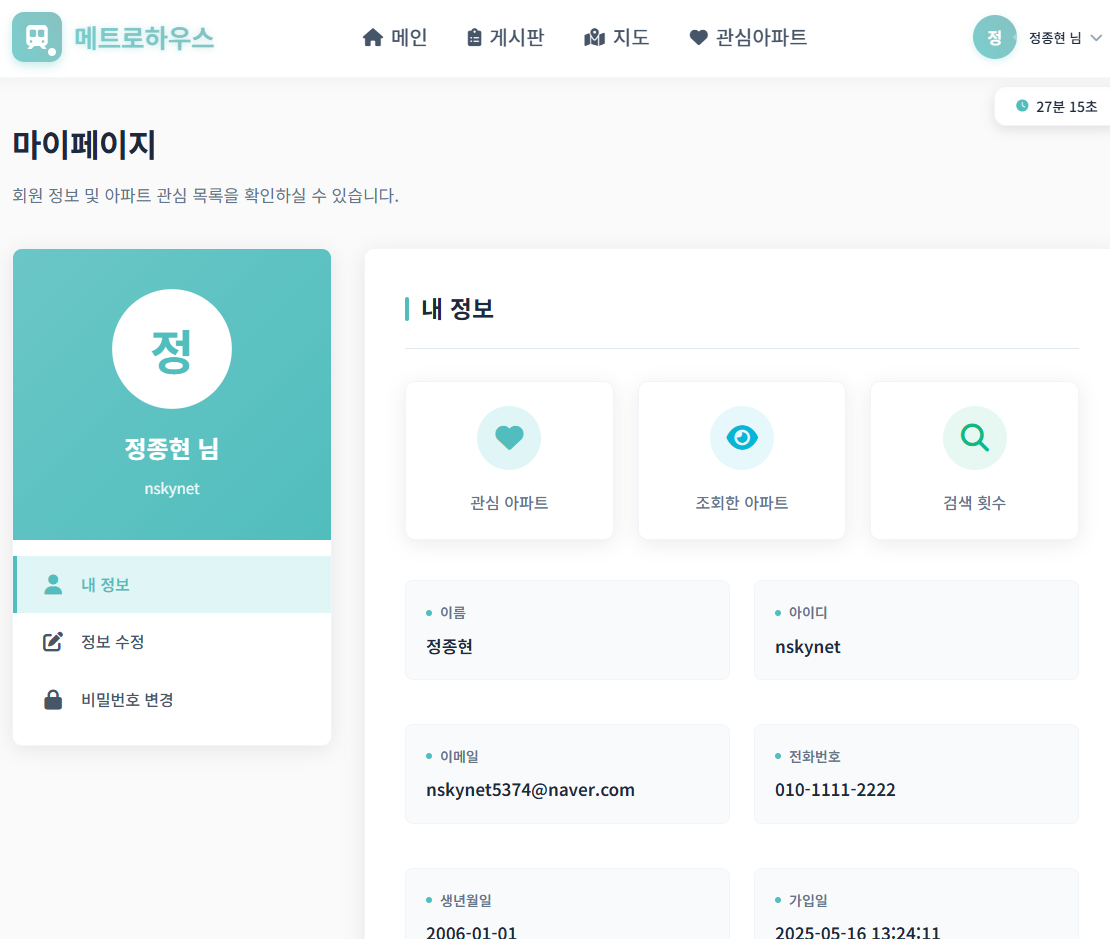 메트로하우스
메인 게시판 지도 관심아파트
정 정종현 님
27분 15초
마이페이지
회원 정보 및 아파트 관심 목록을 확인하실 수 있습니다.
정
정종현 님
nskynet
내 정보
정보 수정
비밀번호 변경
내 정보
관심 아파트 조회한 아파트 검색 횟수
이름
정종현
아이디
nskynet
이메일
nskynet5374@naver.com
전화번호
010-1111-2222
생년월일
2006-01-01
가입일
2025-05-16 13:24:11